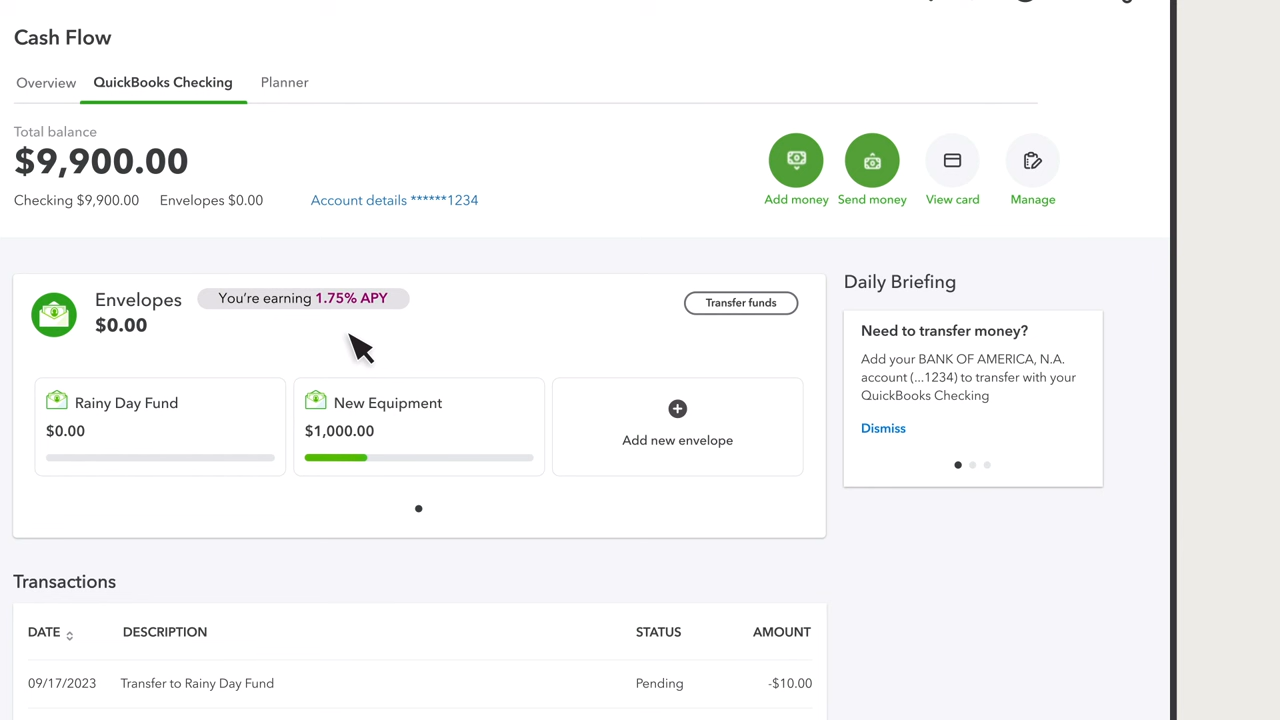 Cash Flow
Overview QuickBooks Checking Planner
Total balance
$9,900.00
Checking $9,900.00 Envelopes $0.00 Account details ******1234
Add money Send money View card Manage
Envelopes You're earning 1.75% APY
$0.00
Transfer funds
Rainy Day Fund
$0.00
New Equipment
$1,000.00
Add new envelope
Daily Briefing
Need to transfer money?
Add your BANK OF AMERICA, N.A.
account (...1234) to transfer with your
QuickBooks Checking
Dismiss
Transactions
DATE DESCRIPTION STATUS AMOUNT
09/17/2023 Transfer to Rainy Day Fund Pending -$10.00